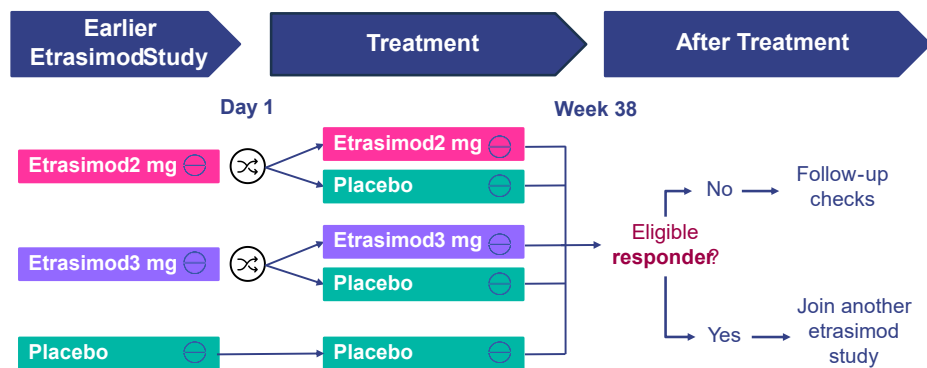 Earlier
EtrasimodStudy
Treatment
After Treatment
Day 1
Week 38
Etrasimod2 mg
Etrasimod2 mg
Placebo
Etrasimod3 mg
Etrasimod3 mg
Placebo
Placebo
Placebo
Eligible
responder?
No
Follow-up
checks
Yes
Join another
etrasimod
study